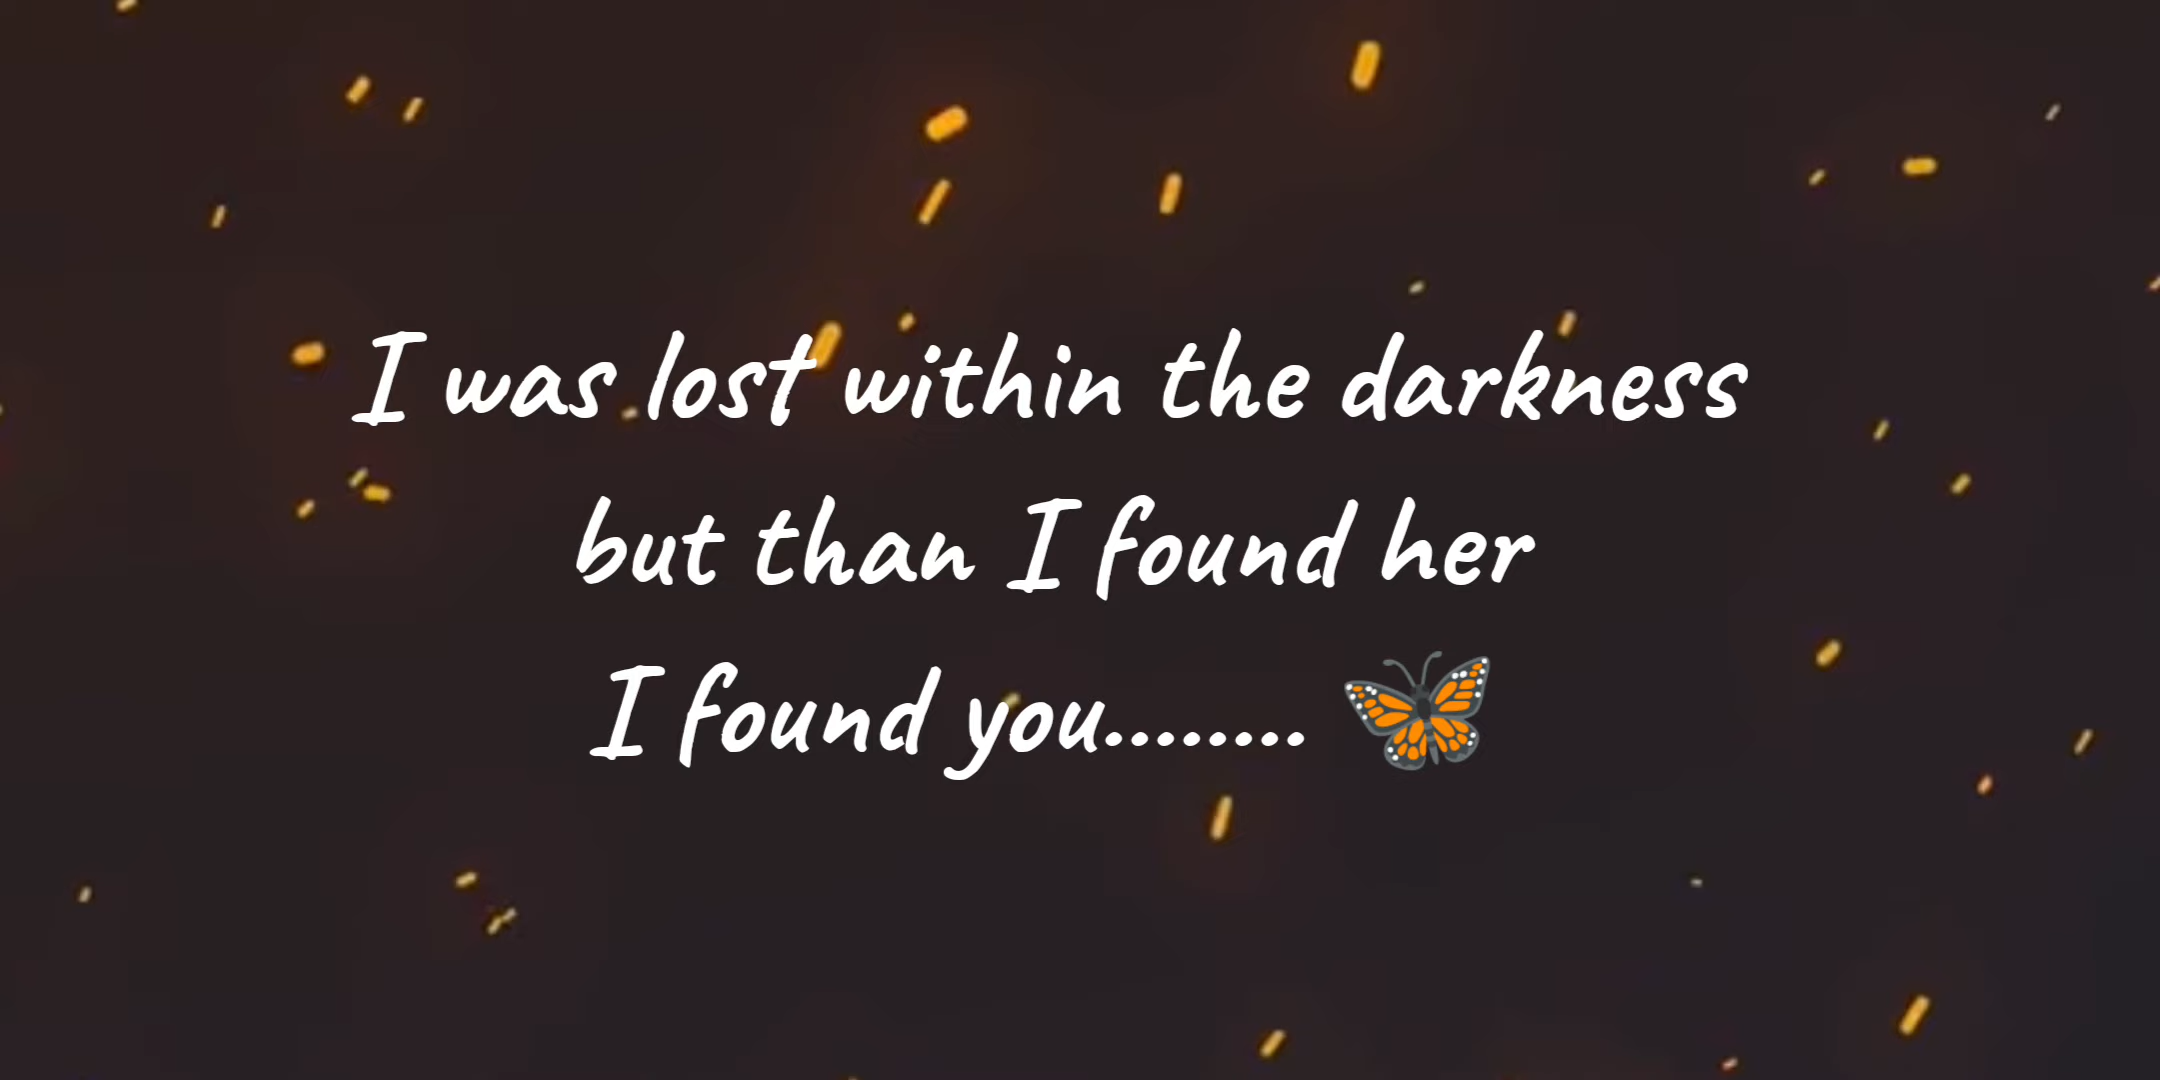 I was lost within the darkness
but than I found her
I found you........ 🦋